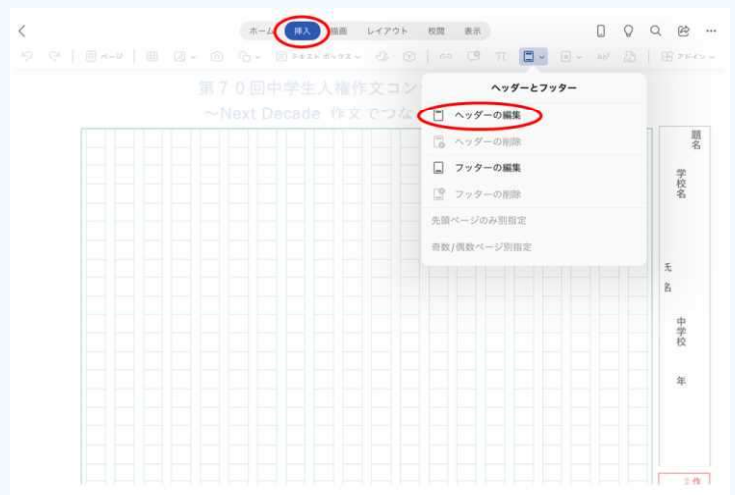 ホーム 挿入 描画 レイアウト 校閲 表示
ページ テキスト ボックス アドイン
第70回中学生人権作文コン
～Next Decade 作文でつな
ヘッダーとフッター
ヘッダーの編集
ヘッダーの削除
フッターの編集
フッターの削除
先頭ページのみ別指定
奇数/偶数ページ別指定
題名
学校名
氏名
中学校
年